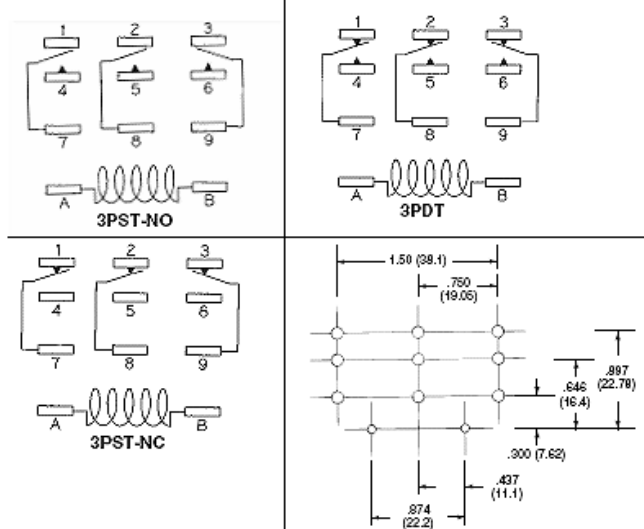 1 2 3
4 5 6
7 8 9
A B
3PST-NO
1 2 3
4 5 6
7 8 9
A B
3PDT
1 2 3
4 5 6
7 8 9
A B
3PST-NC
1.50 (38.1)
.750
(19.05)
.897
(22.78)
.646
(16.4)
.300 (7.62)
.437
(11.1)
.874
(22.2)